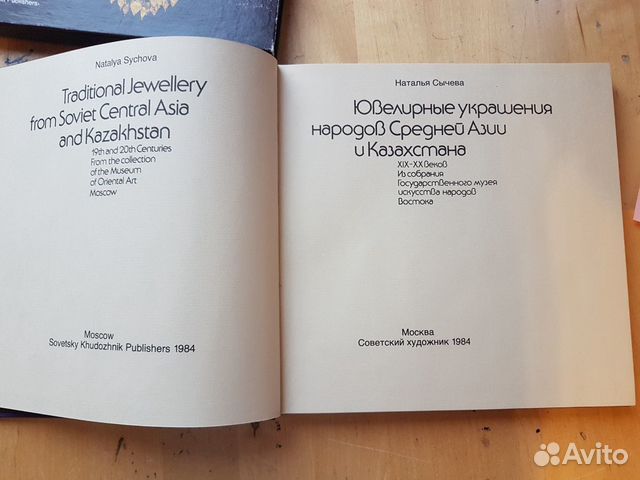 Publishers·
Natalya Sychova
Traditional Jewellery
from Soviet Central Asia
and Kazakhstan
19th and 20th Centuries
From the collection
of the Museum
of Oriental Art
Moscow
Moscow
Sovetsky Khudozhnik Publishers 1984
Наталья Сычева
Ювелирные украшения
народов Средней Азии
и Казахстана
XIX–XX веков
Из собрания
Государственного музея
искусства народов
Востока
Москва
Советский художник 1984
Avito